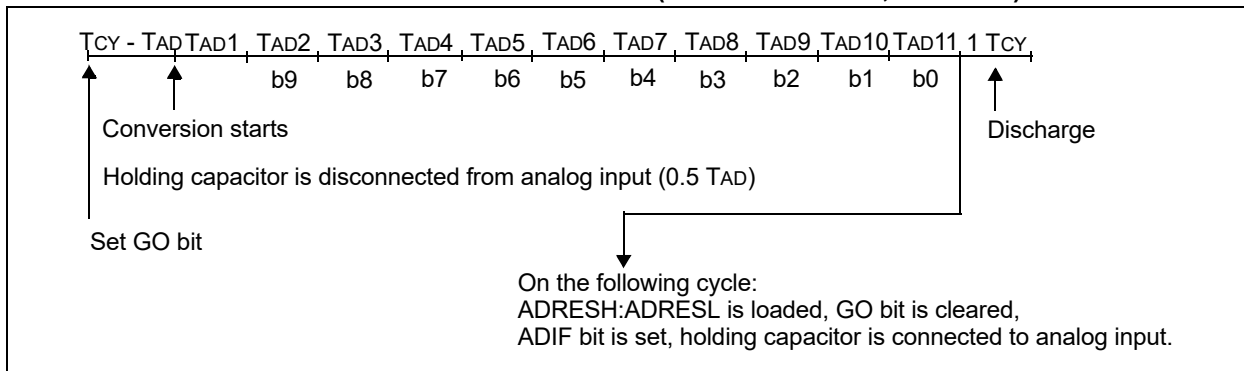 TCY - TAD TAD1 TAD2 TAD3 TAD4 TAD5 TAD6 TAD7 TAD8 TAD9 TAD10 TAD11 1 TCY
b9 b8 b7 b6 b5 b4 b3 b2 b1 b0
Conversion starts
Discharge
Holding capacitor is disconnected from analog input (0.5 TAD)
Set GO bit
On the following cycle:
ADRESH:ADRESL is loaded, GO bit is cleared,
ADIF bit is set, holding capacitor is connected to analog input.